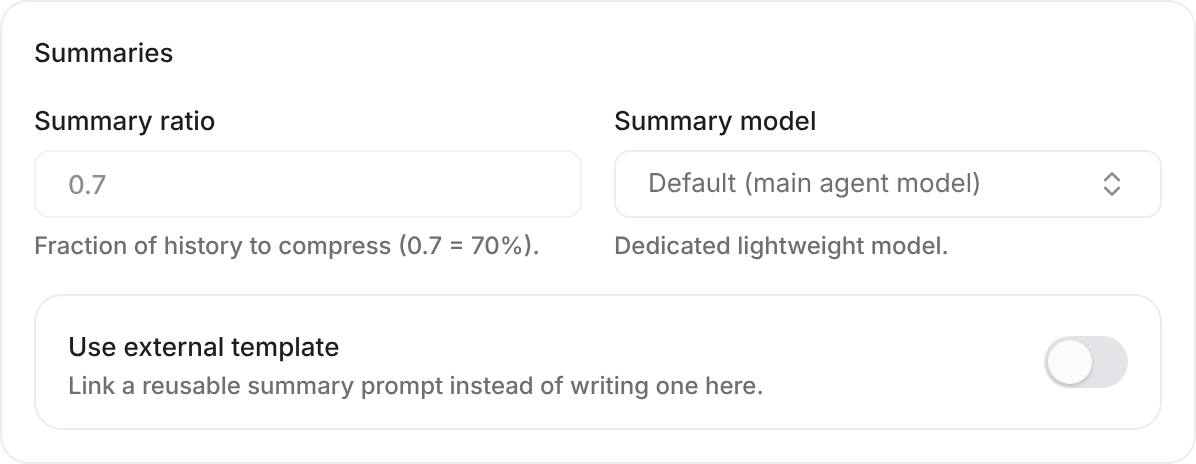 Summaries
Summary ratio
Summary model
0.7
Default (main agent model)
Fraction of history to compress (0.7 = 70%).
Dedicated lightweight model.
Use external template
Link a reusable summary prompt instead of writing one here.